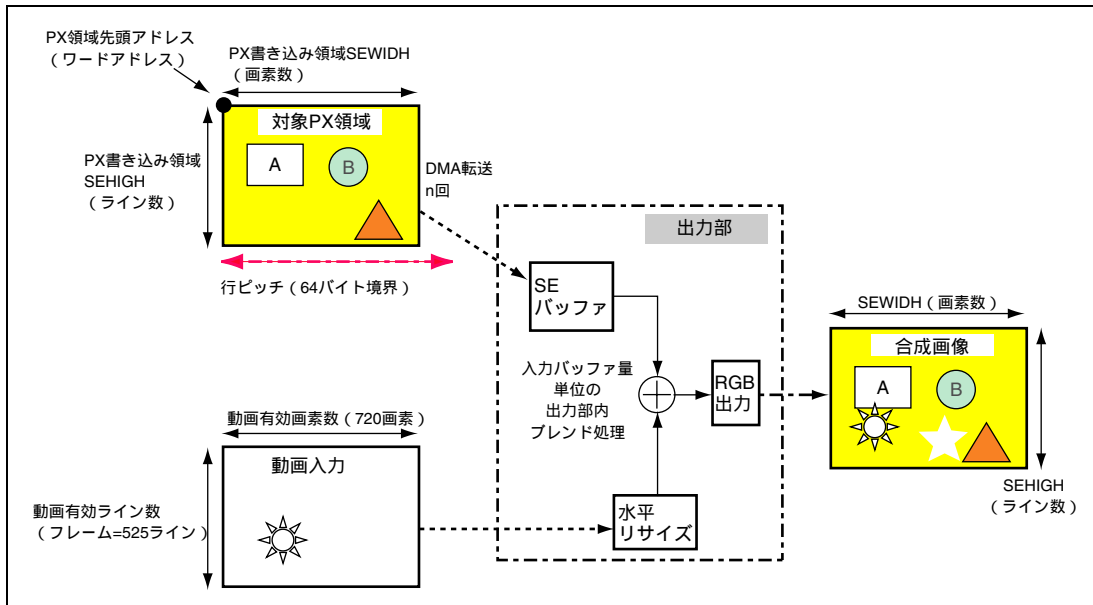 PX領域先頭アドレス
（ワードアドレス）
PX書き込み領域SEWIDH
（画素数）
対象PX領域
A
B
PX書き込み領域
SEHIGH
（ライン数）
DMA転送
n回
行ピッチ（64バイト境界）
出力部
SE
バッファ
入力バッファ量
単位の
出力部内
ブレンド処理
RGB
出力
SEWIDH（画素数）
合成画像
A
B
SEHIGH
（ライン数）
動画有効画素数（720画素）
動画入力
動画有効ライン数
（フレーム=525ライン）
水平
リサイズ